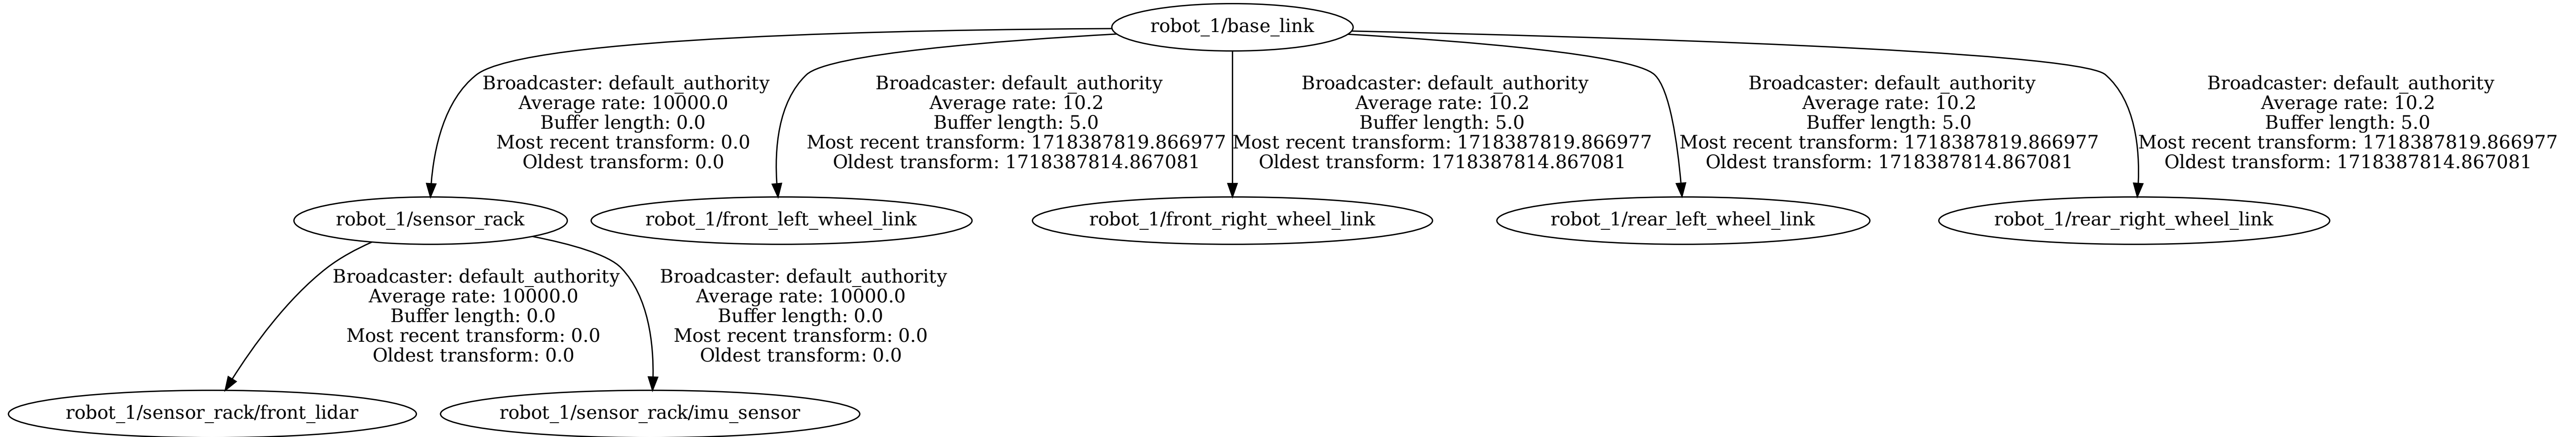 robot_1/base_link
Broadcaster: default_authority
Average rate: 10000.0
Buffer length: 0.0
Most recent transform: 0.0
Oldest transform: 0.0
Broadcaster: default_authority
Average rate: 10.2
Buffer length: 5.0
Most recent transform: 1718387819.866977
Oldest transform: 1718387814.867081
Broadcaster: default_authority
Average rate: 10.2
Buffer length: 5.0
Most recent transform: 1718387819.866977
Oldest transform: 1718387814.867081
Broadcaster: default_authority
Average rate: 10.2
Buffer length: 5.0
Most recent transform: 1718387819.866977
Oldest transform: 1718387814.867081
Broadcaster: default_authority
Average rate: 10.2
Buffer length: 5.0
Most recent transform: 1718387819.866977
Oldest transform: 1718387814.867081
robot_1/sensor_rack
robot_1/front_left_wheel_link
robot_1/front_right_wheel_link
robot_1/rear_left_wheel_link
robot_1/rear_right_wheel_link
Broadcaster: default_authority
Average rate: 10000.0
Buffer length: 0.0
Most recent transform: 0.0
Oldest transform: 0.0
Broadcaster: default_authority
Average rate: 10000.0
Buffer length: 0.0
Most recent transform: 0.0
Oldest transform: 0.0
robot_1/sensor_rack/front_lidar
robot_1/sensor_rack/imu_sensor